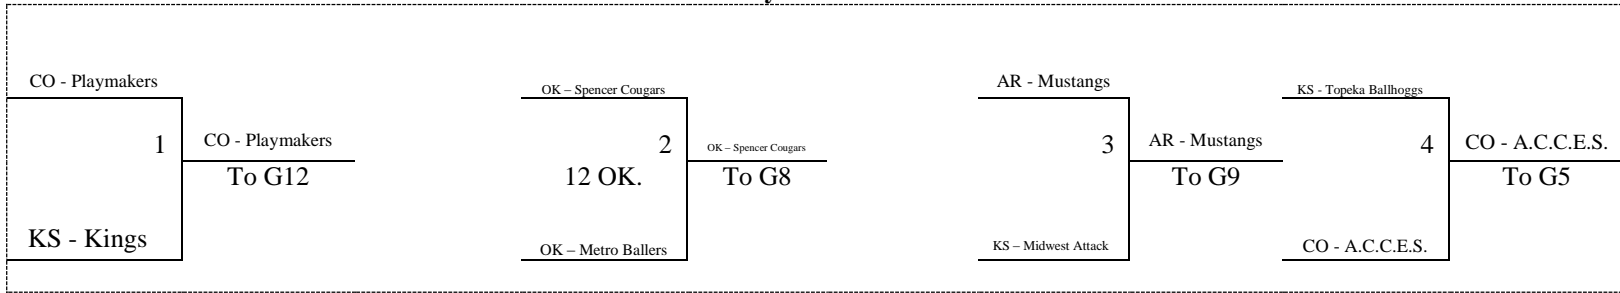 CO - Playmakers
1
CO - Playmakers
To G12
KS - Kings
OK – Spencer Cougars
2
12 OK.
OK – Spencer Cougars
To G8
OK – Metro Ballers
AR - Mustangs
3
AR - Mustangs
To G9
KS – Midwest Attack
KS - Topeka Ballhoggs
4
CO - A.C.C.E.S.
To G5
CO - A.C.C.E.S.